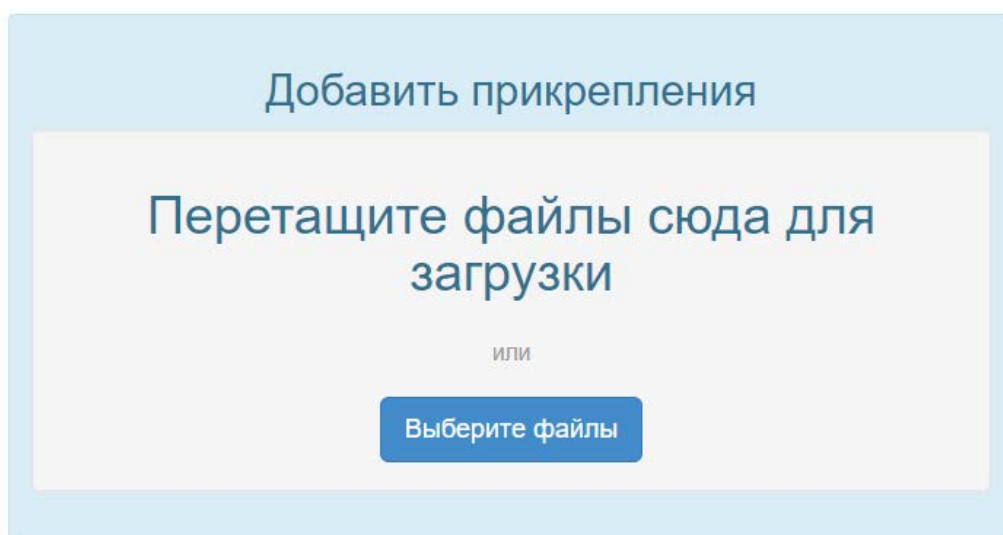 Добавить прикрепления
Перетащите файлы сюда для
загрузки
или
Выберите файлы